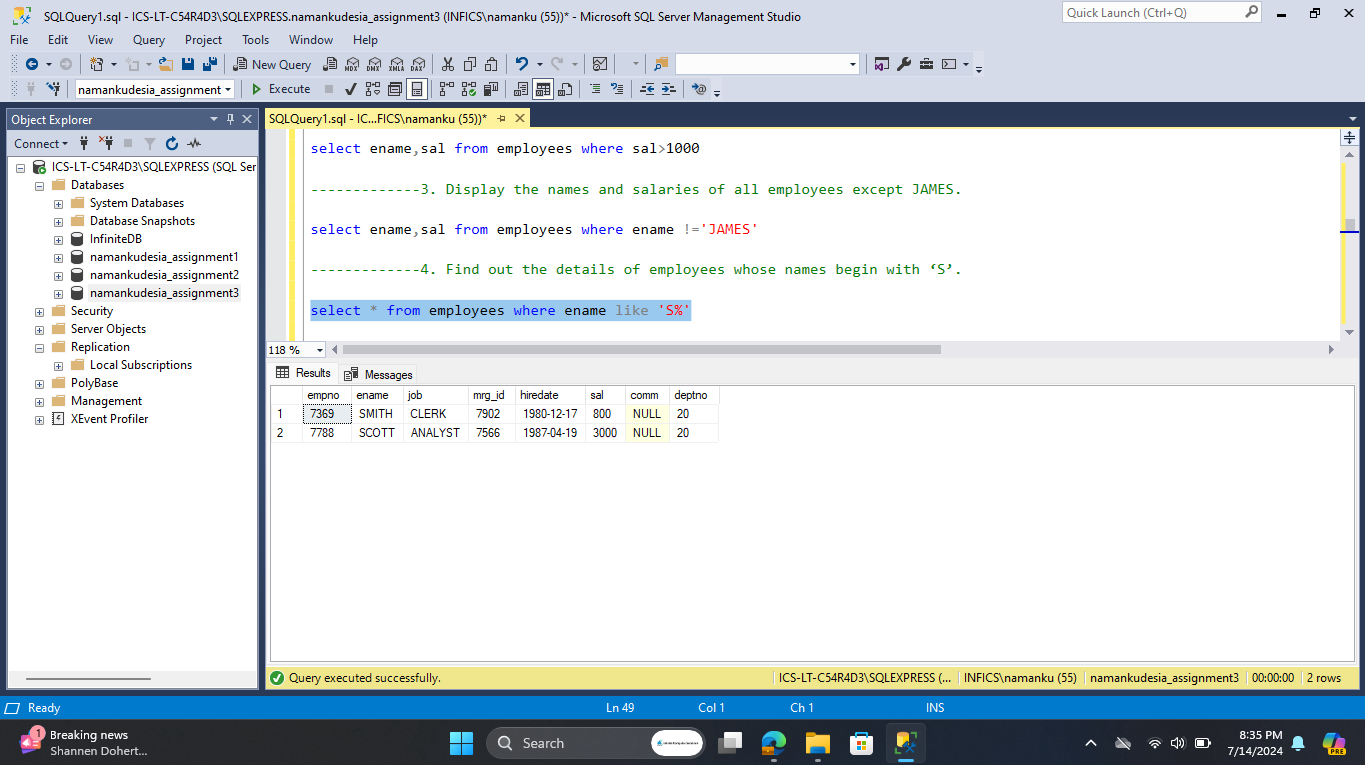 SQLQuery1.sql - ICS-LT-C54R4D3\SQLEXPRESS.namankudesia_assignment3 (INFICS\namanku (55))* - Microsoft SQL Server Management Studio
Quick Launch (Ctrl+Q)
File Edit View Query Project Tools Window Help
New Query MDX DMX XMLA DAX
namankudesia_assignment Execute
Object Explorer
Connect
ICS-LT-C54R4D3\SQLEXPRESS (SQL Ser
Databases
System Databases
Database Snapshots
InfiniteDB
namankudesia_assignment1
namankudesia_assignment2
namankudesia_assignment3
Security
Server Objects
Replication
Local Subscriptions
PolyBase
Management
XEvent Profiler
SQLQuery1.sql - IC...FICS\namanku (55))*
select ename,sal from employees where sal>1000
-------------3. Display the names and salaries of all employees except JAMES.
select ename,sal from employees where ename !='JAMES'
-------------4. Find out the details of employees whose names begin with ‘S’.
select * from employees where ename like 'S%'
118 %
Results Messages
empno ename job mrg_id hiredate sal comm deptno
1 7369 SMITH CLERK 7902 1980-12-17 800 NULL 20
2 7788 SCOTT ANALYST 7566 1987-04-19 3000 NULL 20
Query executed successfully. ICS-LT-C54R4D3\SQLEXPRESS (... INFICS\namanku (55) namankudesia_assignment3 00:00:00 2 rows
Ready Ln 49 Col 1 Ch 1 INS
1
Breaking news
Shannen Dohert...
Search
8:35 PM
7/14/2024
PRE